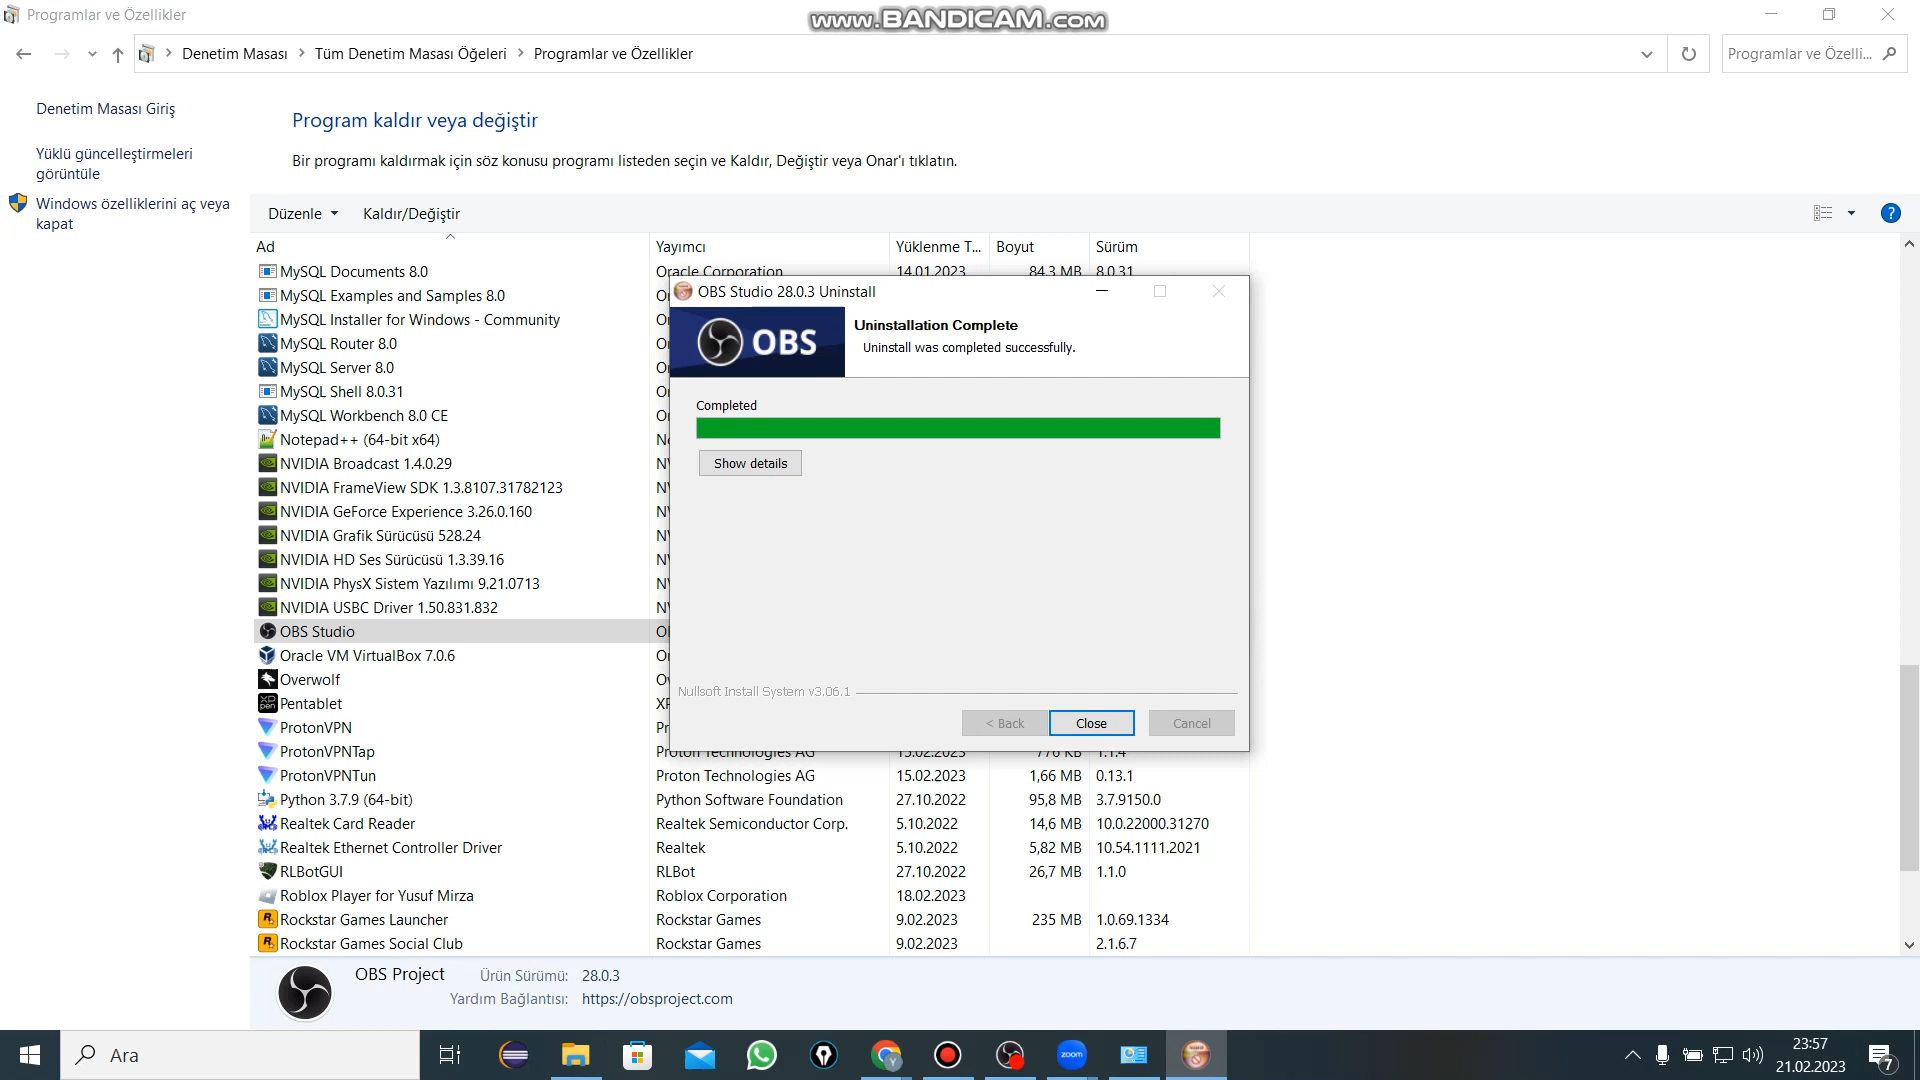 Programlar ve Özellikler
www.BANDICAM.com
Denetim Masası > Tüm Denetim Masası Öğeleri > Programlar ve Özellikler
Programlar ve Özelli...
Denetim Masası Giriş
Yüklü güncelleştirmeleri
görüntüle
Windows özelliklerini aç veya
kapat
Program kaldır veya değiştir
Bir programı kaldırmak için söz konusu programı listeden seçin ve Kaldır, Değiştir veya Onar'ı tıklatın.
Düzenle Kaldır/Değiştir
Ad Yayımcı Yüklenme T... Boyut Sürüm
MySQL Documents 8.0 Oracle Corporation 14.01.2023 84,3 MB 8.0.31
MySQL Examples and Samples 8.0
MySQL Installer for Windows - Community
MySQL Router 8.0
MySQL Server 8.0
MySQL Shell 8.0.31
MySQL Workbench 8.0 CE
Notepad++ (64-bit x64)
NVIDIA Broadcast 1.4.0.29
NVIDIA FrameView SDK 1.3.8107.31782123
NVIDIA GeForce Experience 3.26.0.160
NVIDIA Grafik Sürücüsü 528.24
NVIDIA HD Ses Sürücüsü 1.3.39.16
NVIDIA PhysX Sistem Yazılımı 9.21.0713
NVIDIA USBC Driver 1.50.831.832
OBS Studio
Oracle VM VirtualBox 7.0.6
Overwolf
Pentablet
ProtonVPN
ProtonVPNTap Proton Technologies AG 15.02.2023 776 KB 1.1.4
ProtonVPNTun Proton Technologies AG 15.02.2023 1,66 MB 0.13.1
Python 3.7.9 (64-bit) Python Software Foundation 27.10.2022 95,8 MB 3.7.9150.0
Realtek Card Reader Realtek Semiconductor Corp. 5.10.2022 14,6 MB 10.0.22000.31270
Realtek Ethernet Controller Driver Realtek 5.10.2022 5,82 MB 10.54.1111.2021
RLBotGUI RLBot 27.10.2022 26,7 MB 1.1.0
Roblox Player for Yusuf Mirza Roblox Corporation 18.02.2023
Rockstar Games Launcher Rockstar Games 9.02.2023 235 MB 1.0.69.1334
Rockstar Games Social Club Rockstar Games 9.02.2023 2.1.6.7
OBS Studio 28.0.3 Uninstall
OBS
Uninstallation Complete
Uninstall was completed successfully.
Completed
Show details
Nullsoft Install System v3.06.1
< Back Close Cancel
OBS Project Ürün Sürümü: 28.0.3
Yardım Bağlantısı: https://obsproject.com
Ara
zoom
23:57
21.02.2023
7